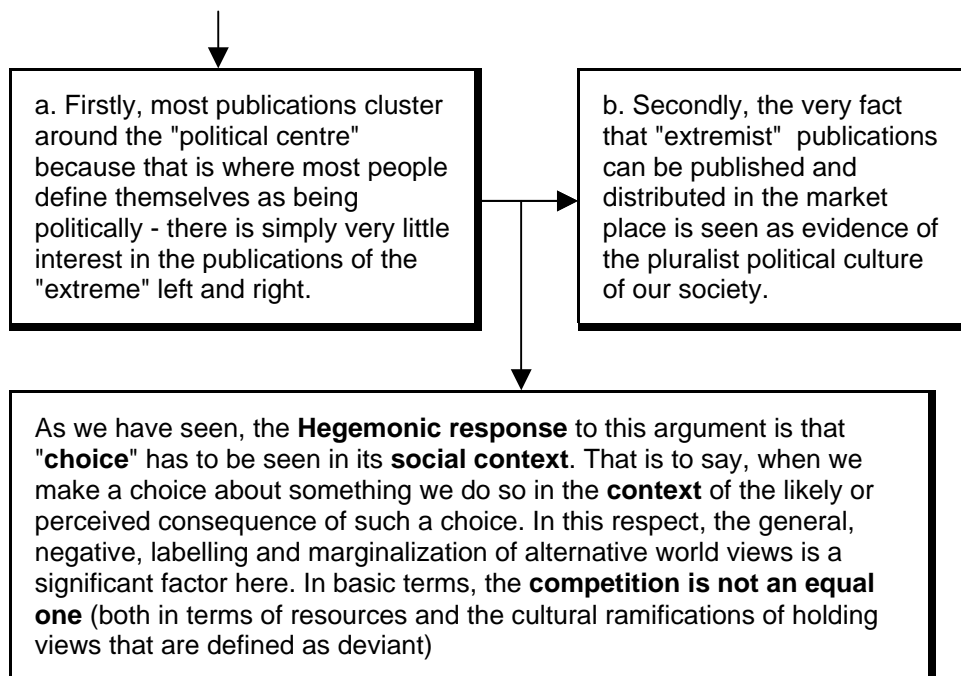 a. Firstly, most publications cluster
around the "political centre"
because that is where most people
define themselves as being
politically - there is simply very little
interest in the publications of the
"extreme" left and right.
b. Secondly, the very fact
that "extremist"  publications
can be published and
distributed in the market
place is seen as evidence of
the pluralist political culture
of our society.
As we have seen, the Hegemonic response to this argument is that
"choice" has to be seen in its social context. That is to say, when we
make a choice about something we do so in the context of the likely or
perceived consequence of such a choice. In this respect, the general,
negative, labelling and marginalization of alternative world views is a
significant factor here. In basic terms, the competition is not an equal
one (both in terms of resources and the cultural ramifications of holding
views that are defined as deviant)